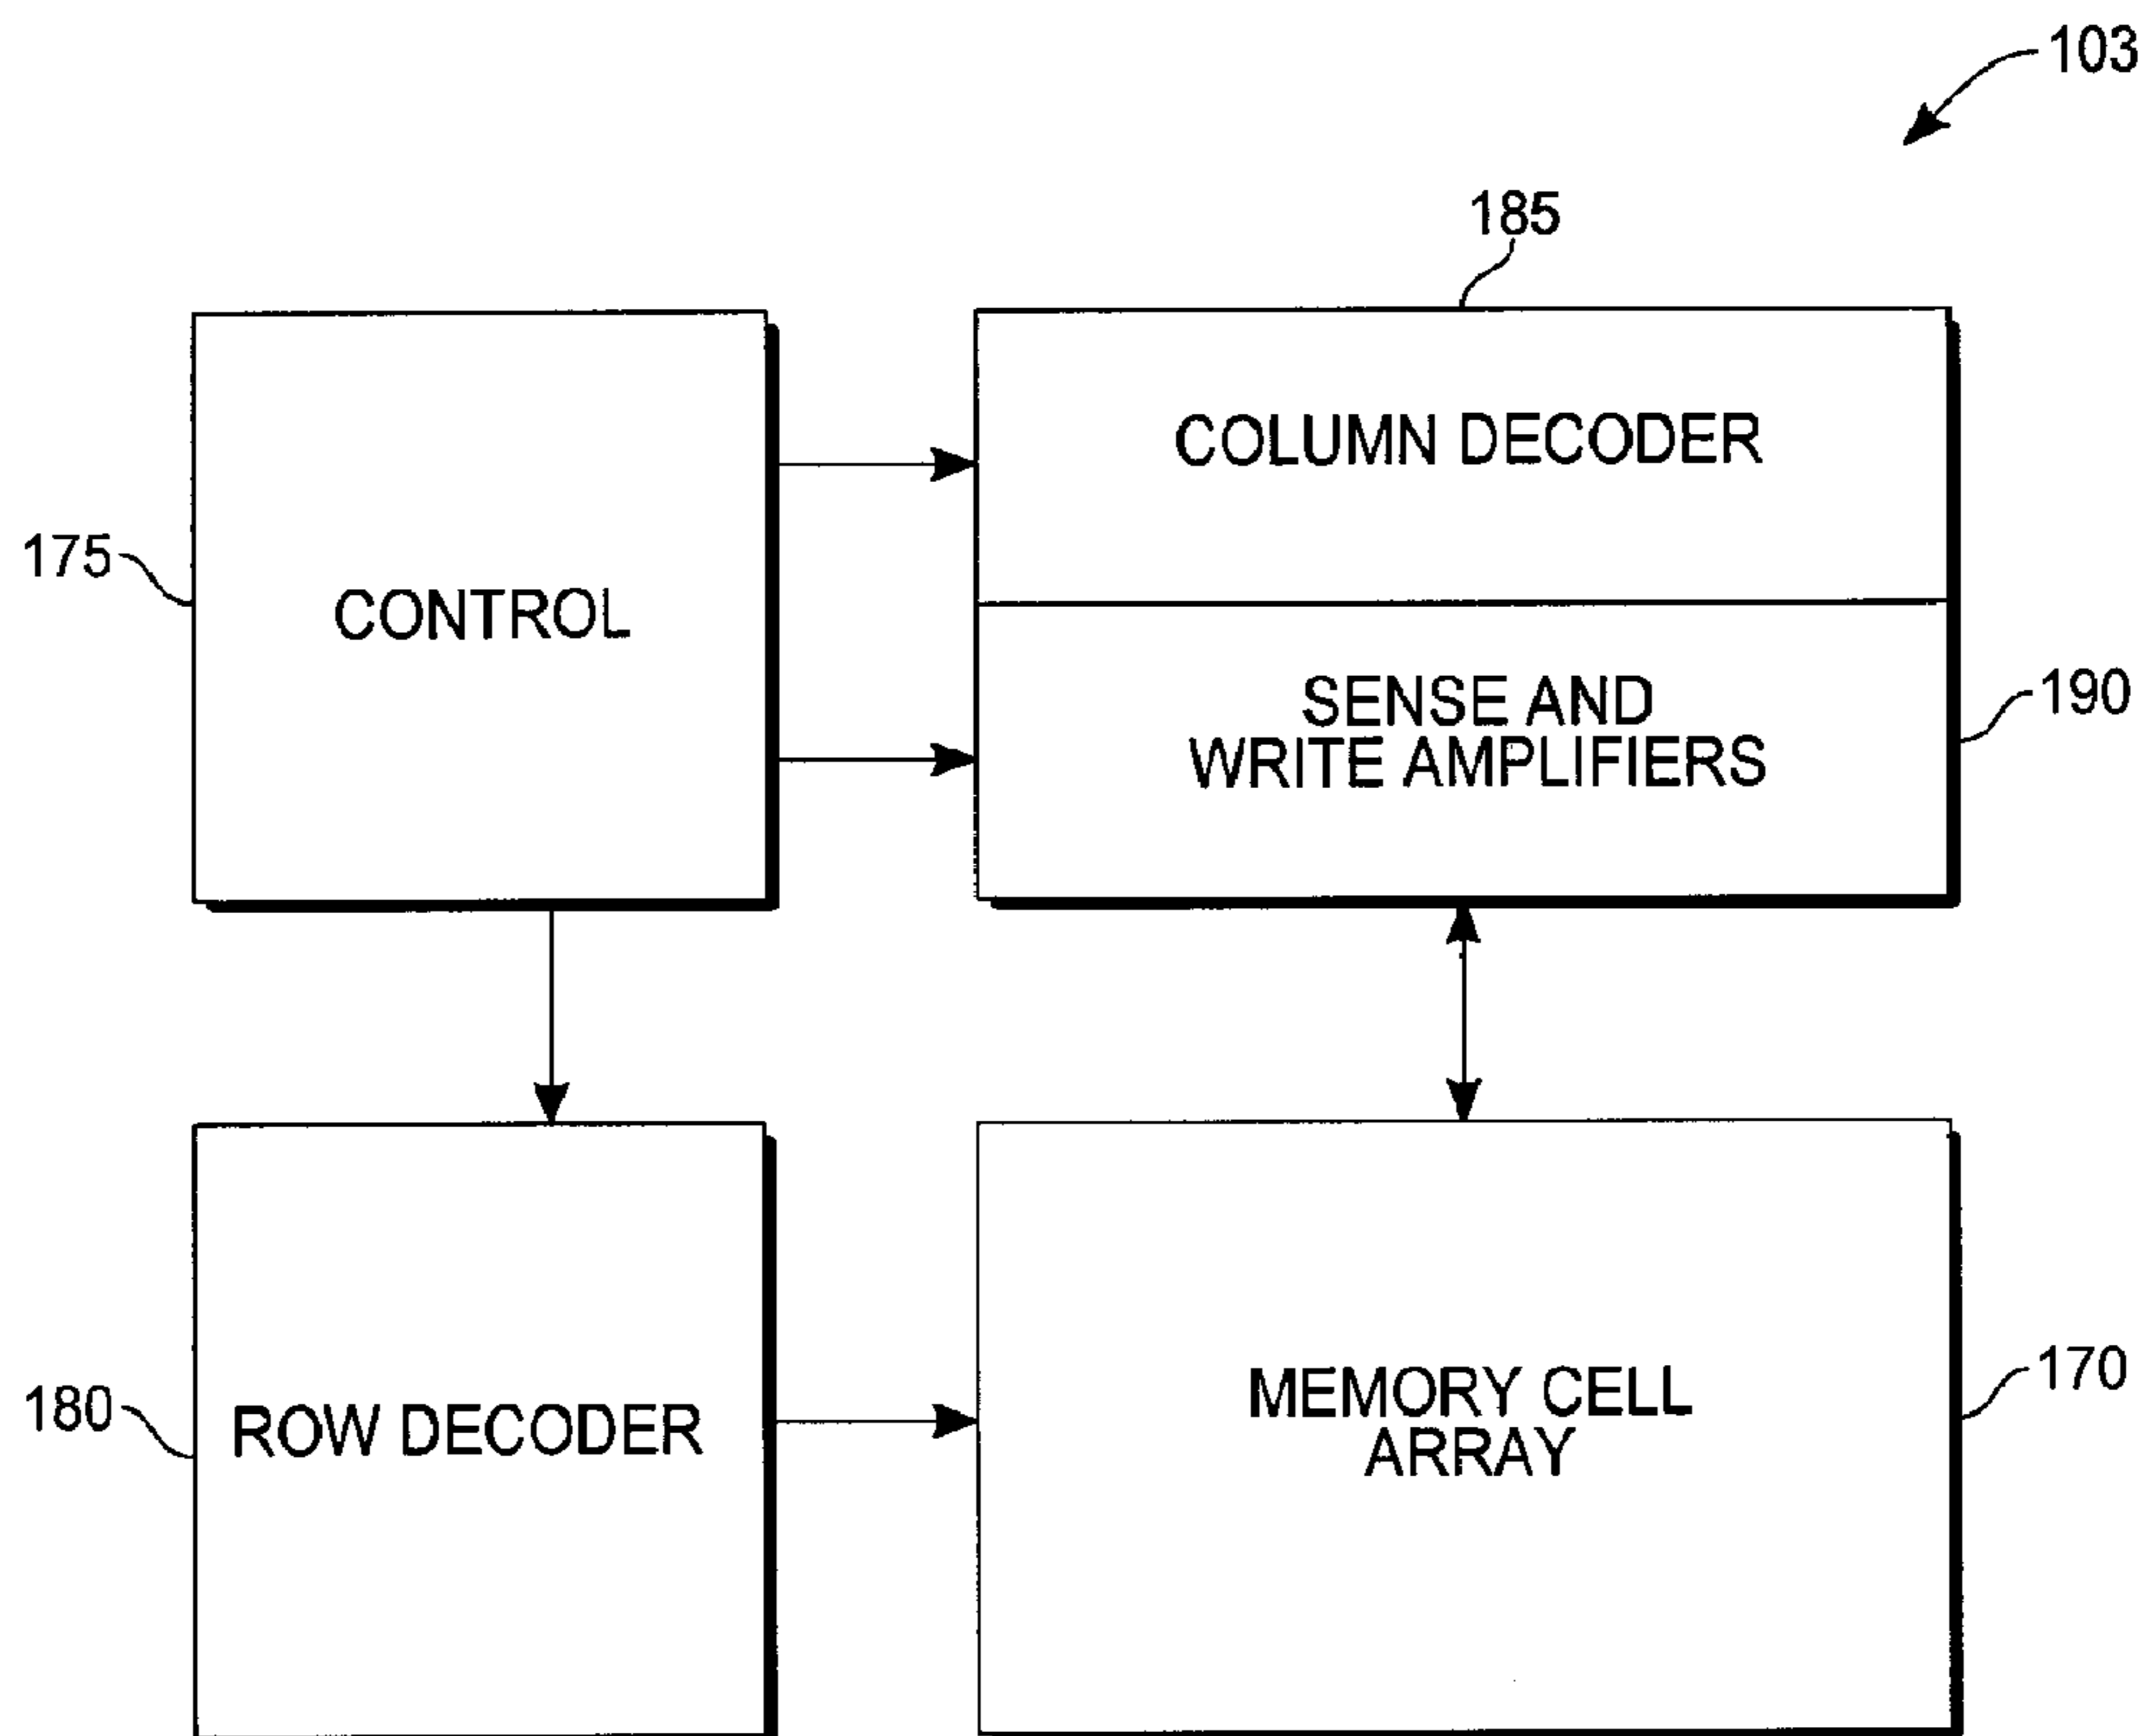 103
185
COLUMN DECODER
175
CONTROL
SENSE AND
WRITE AMPLIFIERS
190
180
ROW DECODER
MEMORY CELL
ARRAY
170